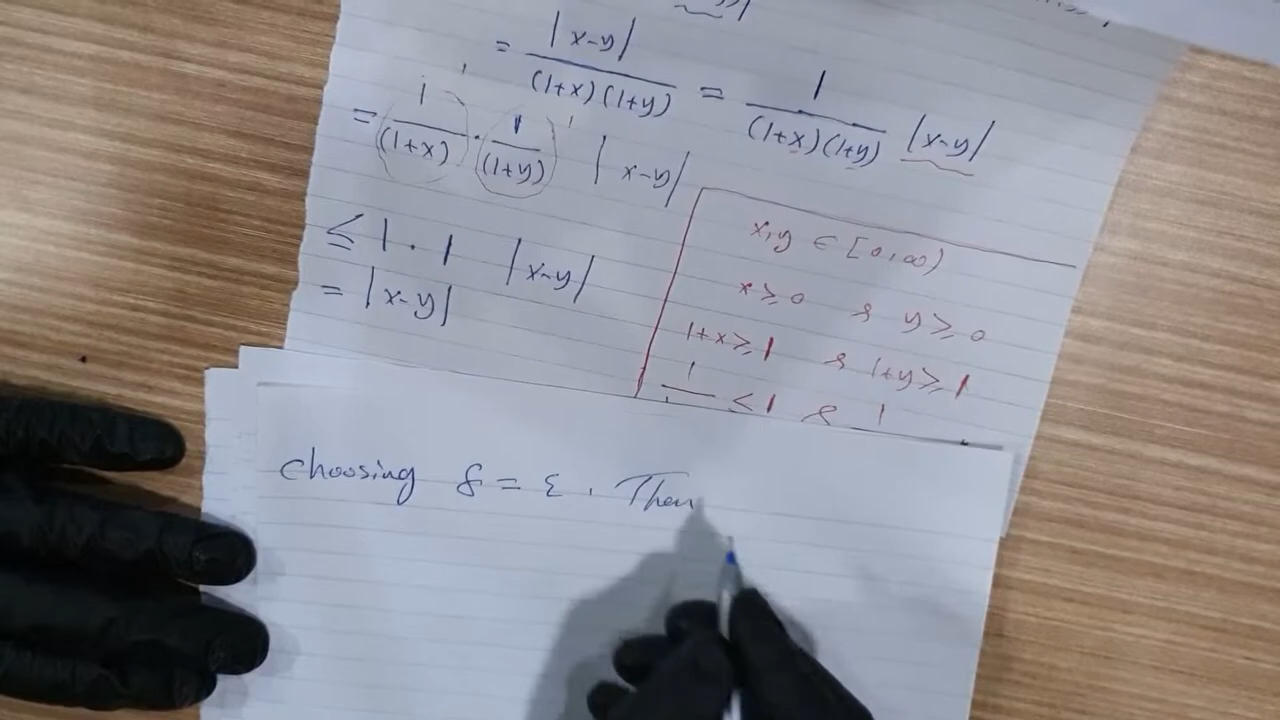 = |x-y| / (1+x)(1+y) = 1 / (1+x)(1+y) |x-y|
= 1 / (1+x) · 1 / (1+y) |x-y|
≤ 1 · 1 |x-y|
= |x-y|
x,y ∈ [0,∞)
x ≥ 0 & y ≥ 0
1+x ≥ 1 & 1+y ≥ 1
1 / ≤ 1 & 1
choosing δ = ε. Then